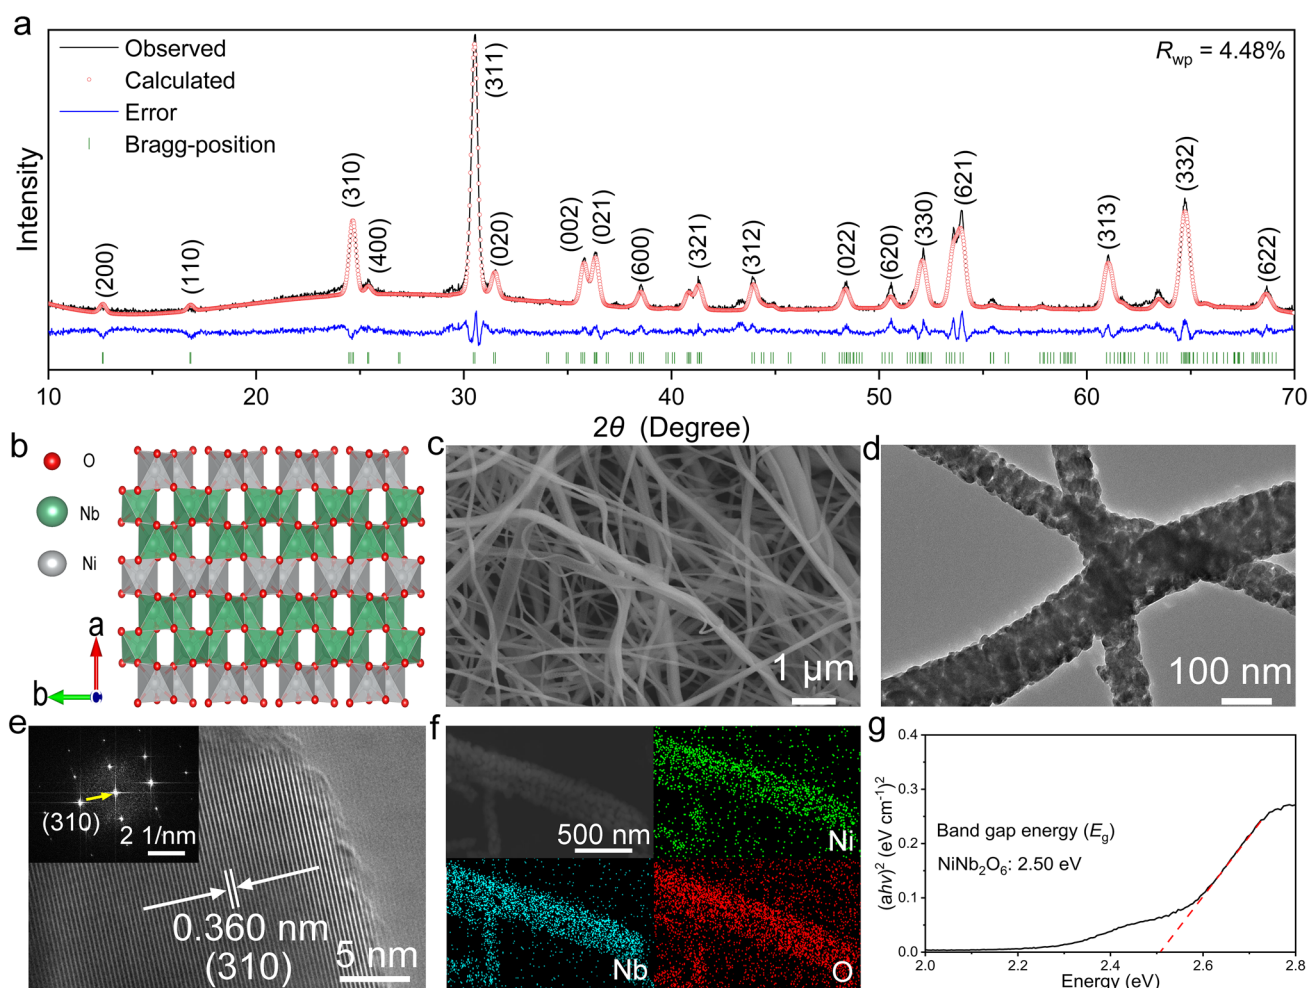 a
Observed
Calculated
Error
Bragg-position
R_wp = 4.48%
Intensity
(200)
(110)
(310)
(400)
(311)
(020)
(002)
(021)
(600)
(321)
(312)
(022)
(620)
(330)
(621)
(313)
(332)
(622)
10 20 30 40 50 60 70
2θ (Degree)
b
O
Nb
Ni
a
b
c
1 μm
d
100 nm
e
(310)
2 1/nm
0.360 nm
(310)
5 nm
f
500 nm
Ni
Nb
O
g
0.4
0.3
0.2
0.1
0.0
(ahv)² (eV cm⁻¹)²
Band gap energy (E_g)
NiNb₂O₆: 2.50 eV
2.0 2.2 2.4 2.6 2.8
Energy (eV)